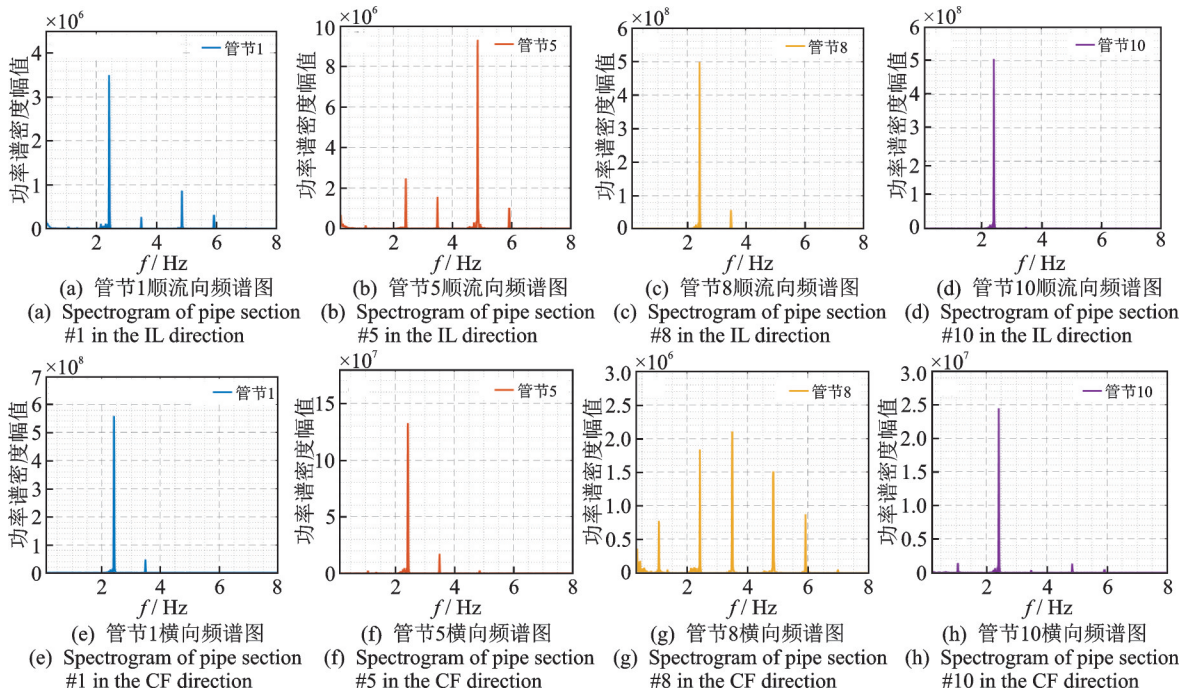 ×10⁶
管节1
功率谱密度幅值
4
3
2
1
0
2 4 6 8
f / Hz
(a) 管节1顺流向频谱图
(a) Spectrogram of pipe section
#1 in the IL direction
×10⁶
管节5
功率谱密度幅值
10
8
6
4
2
0
2 4 6 8
f / Hz
(b) 管节5顺流向频谱图
(b) Spectrogram of pipe section
#5 in the IL direction
×10⁸
管节8
功率谱密度幅值
6
5
4
3
2
1
0
2 4 6 8
f / Hz
(c) 管节8顺流向频谱图
(c) Spectrogram of pipe section
#8 in the IL direction
×10⁸
管节10
功率谱密度幅值
6
5
4
3
2
1
0
2 4 6 8
f / Hz
(d) 管节10顺流向频谱图
(d) Spectrogram of pipe section
#10 in the IL direction
×10⁸
管节1
功率谱密度幅值
7
6
5
4
3
2
1
0
2 4 6 8
f / Hz
(e) 管节1横向频谱图
(e) Spectrogram of pipe section
#1 in the CF direction
×10⁷
管节5
功率谱密度幅值
15
10
5
0
2 4 6 8
f / Hz
(f) 管节5横向频谱图
(f) Spectrogram of pipe section
#5 in the CF direction
×10⁶
管节8
功率谱密度幅值
3.0
2.5
2.0
1.5
1.0
0.5
0
2 4 6 8
f / Hz
(g) 管节8横向频谱图
(g) Spectrogram of pipe section
#8 in the CF direction
×10⁷
管节10
功率谱密度幅值
3.0
2.5
2.0
1.5
1.0
0.5
0
2 4 6 8
f / Hz
(h) 管节10横向频谱图
(h) Spectrogram of pipe section
#10 in the CF direction